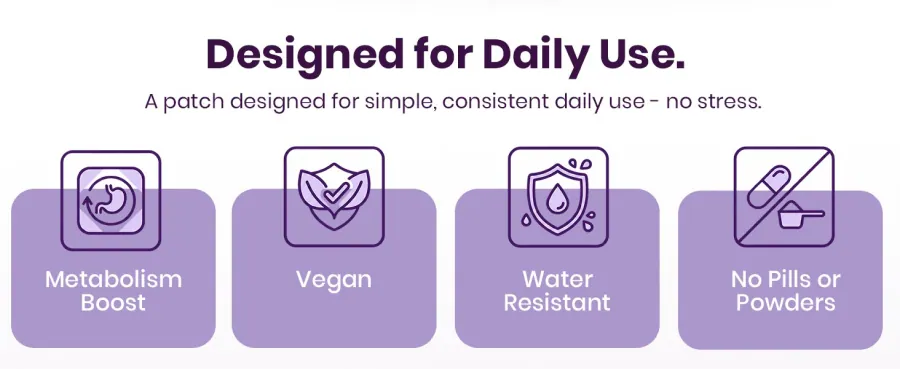 Designed for Daily Use.
A patch designed for simple, consistent daily use - no stress.
Metabolism
Boost
Vegan
Water
Resistant
No Pills or
Powders